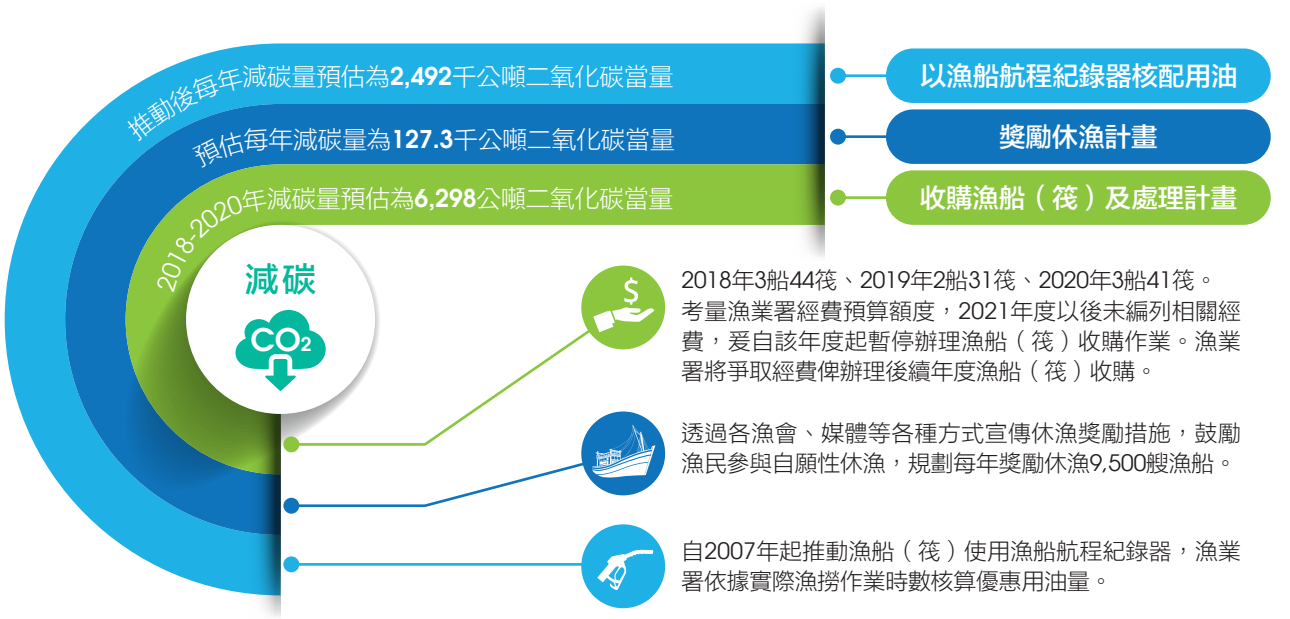 推動後每年減碳量預估為2,492千公噸二氧化碳當量
以漁船航程紀錄器核配用油
預估每年減碳量為127.3千公噸二氧化碳當量
獎勵休漁計畫
2018-2020年減碳量預估為6,298公噸二氧化碳當量
收購漁船（筏）及處理計畫
減碳
CO2
$
2018年3船44筏、2019年2船31筏、2020年3船41筏。
考量漁業署經費預算額度，2021年度以後未編列相關經
費，爰自該年度起暫停辦理漁船（筏）收購作業。漁業
署將爭取經費俾辦理後續年度漁船（筏）收購。
透過各漁會、媒體等各種方式宣傳休漁獎勵措施，鼓勵
漁民參與自願性休漁，規劃每年獎勵休漁9,500艘漁船。
自2007年起推動漁船（筏）使用漁船航程紀錄器，漁業
署依據實際漁撈作業時數核算優惠用油量。